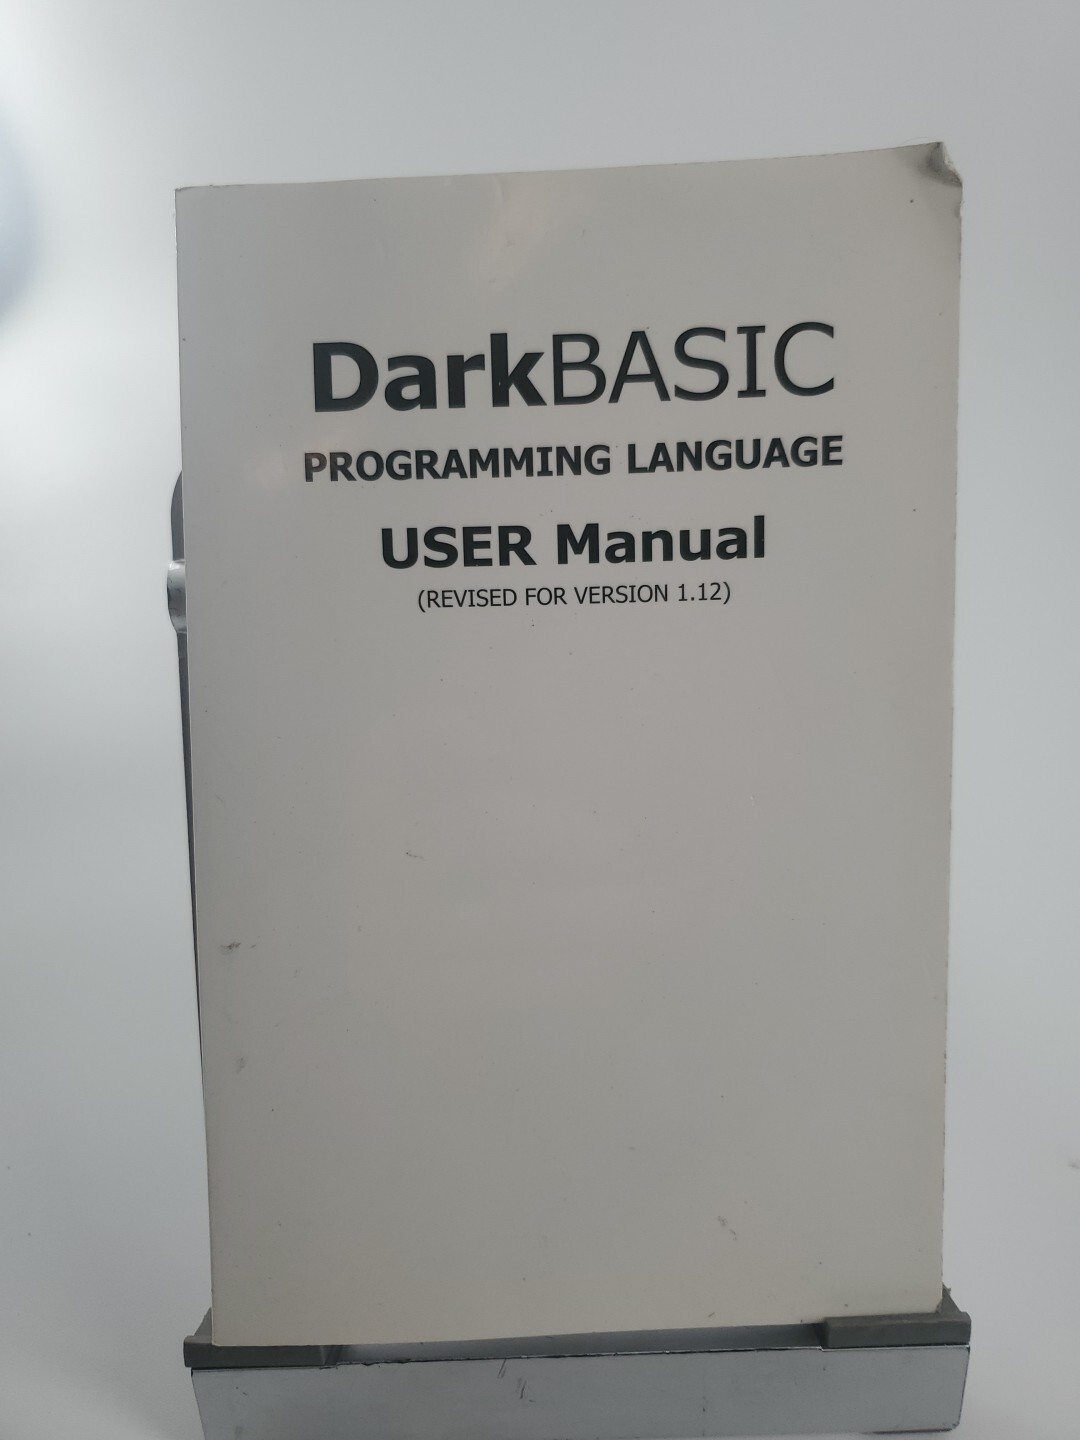 DarkBASIC
PROGRAMMING LANGUAGE
USER Manual
(REVISED FOR VERSION 1.12)